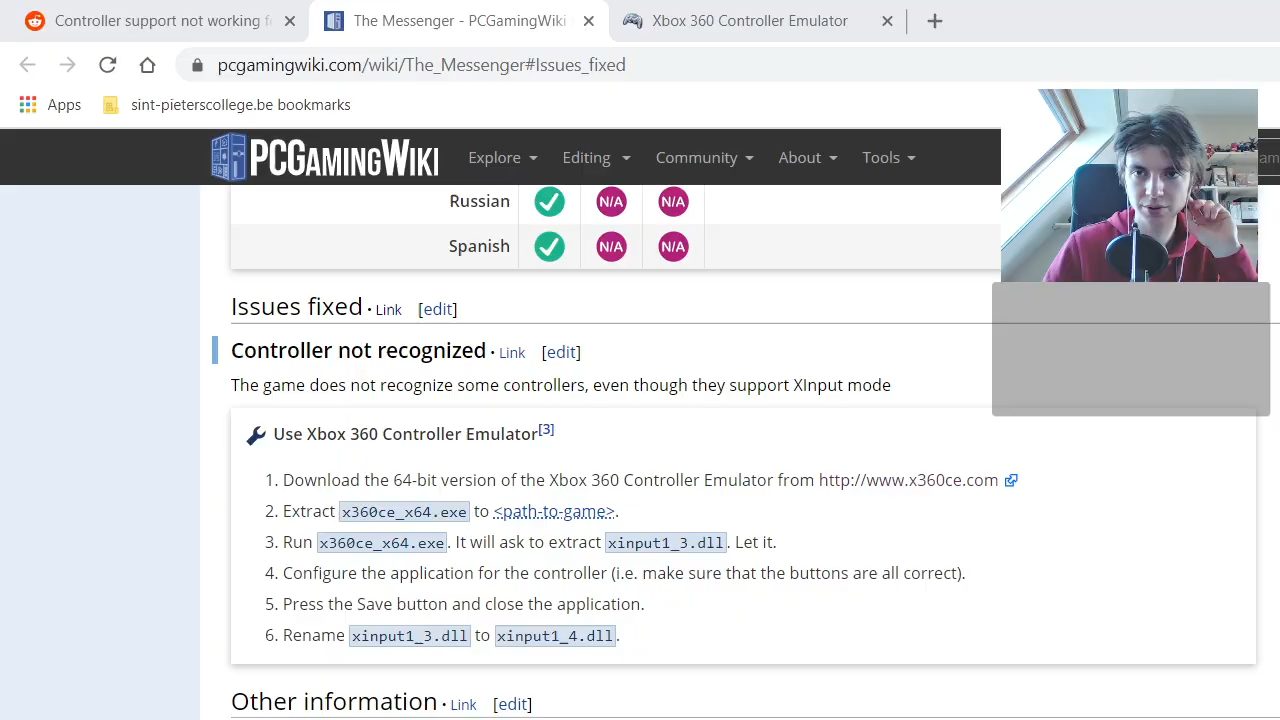 Controller support not working f
The Messenger - PCGamingWiki
Xbox 360 Controller Emulator
pcgamingwiki.com/wiki/The_Messenger#Issues_fixed
Apps
sint-pieterscollege.be bookmarks
PCGamingWiki
Explore
Editing
Community
About
Tools
Russian
N/A
N/A
Spanish
N/A
N/A
Issues fixed · Link [edit]
Controller not recognized · Link [edit]
The game does not recognize some controllers, even though they support XInput mode
Use Xbox 360 Controller Emulator[3]
1. Download the 64-bit version of the Xbox 360 Controller Emulator from http://www.x360ce.com
2. Extract x360ce_x64.exe to <path-to-game>.
3. Run x360ce_x64.exe. It will ask to extract xinput1_3.dll. Let it.
4. Configure the application for the controller (i.e. make sure that the buttons are all correct).
5. Press the Save button and close the application.
6. Rename xinput1_3.dll to xinput1_4.dll.
Other information · Link [edit]